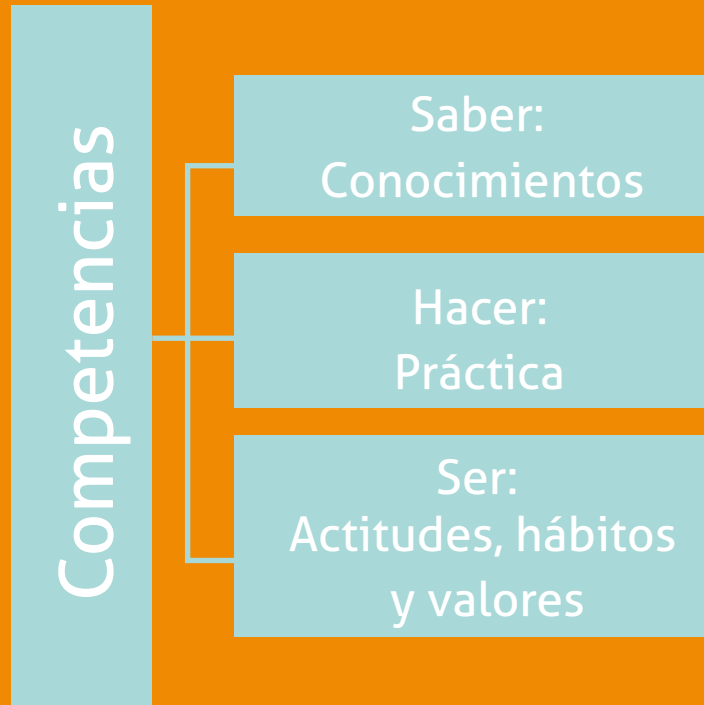 Competencias
Saber:
Conocimientos
Hacer:
Práctica
Ser:
Actitudes, hábitos
y valores